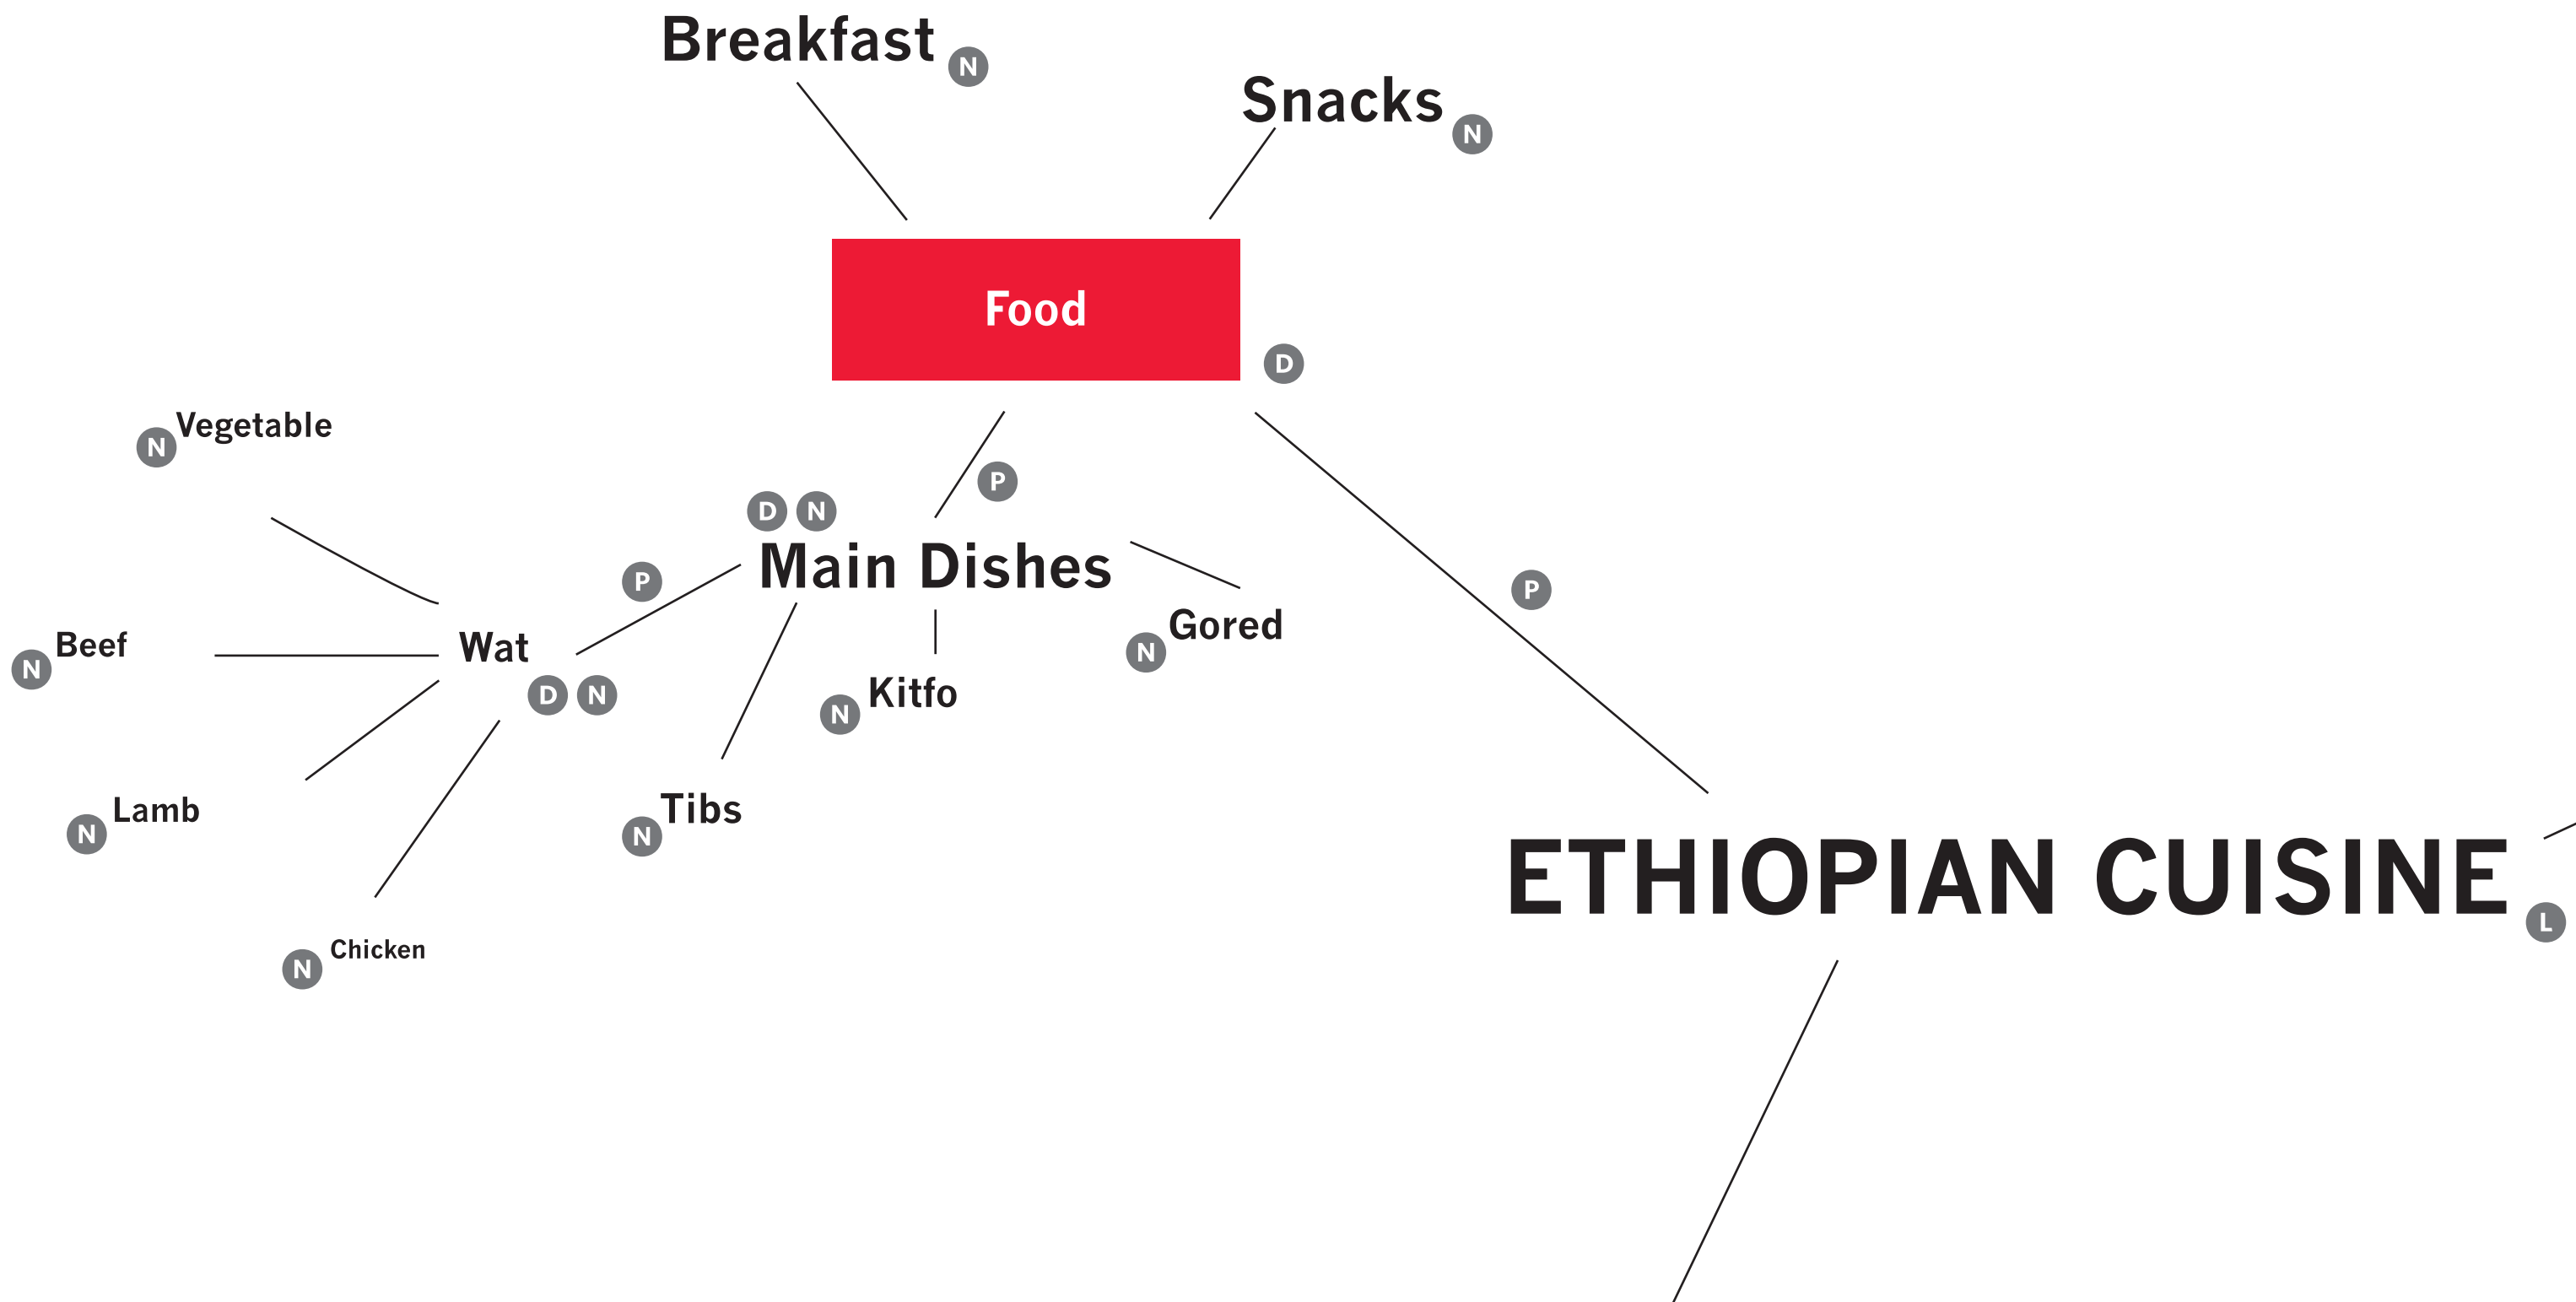 Breakfast N
Snacks N
Food
D
Vegetable
N
P
D N
Main Dishes
P
P
Gored
N
Beef
N
Wat
D N
Kitfo
N
Lamb
N
Tibs
N
ETHIOPIAN CUISINE
L
Chicken
N